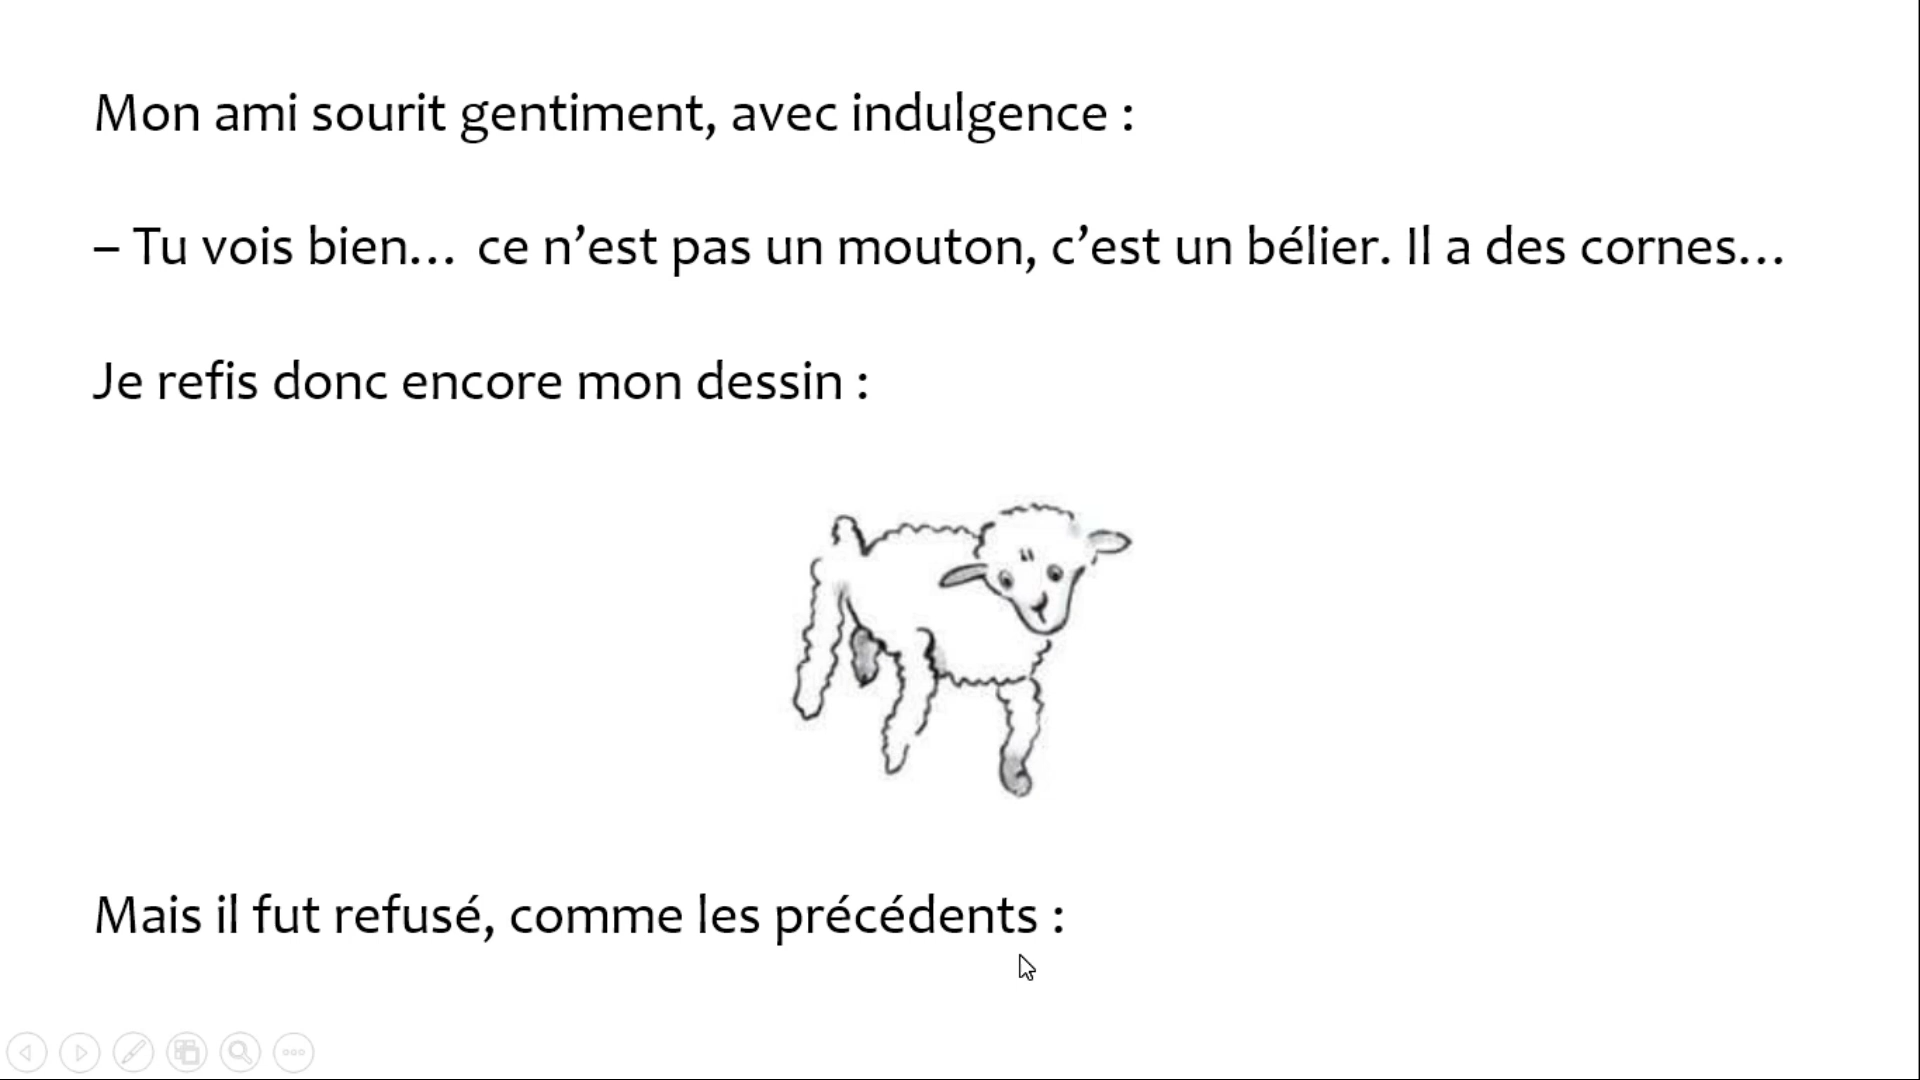 Mon ami sourit gentiment, avec indulgence :
– Tu vois bien… ce n’est pas un mouton, c’est un bélier. Il a des cornes…
Je refis donc encore mon dessin :
Mais il fut refusé, comme les précédents :